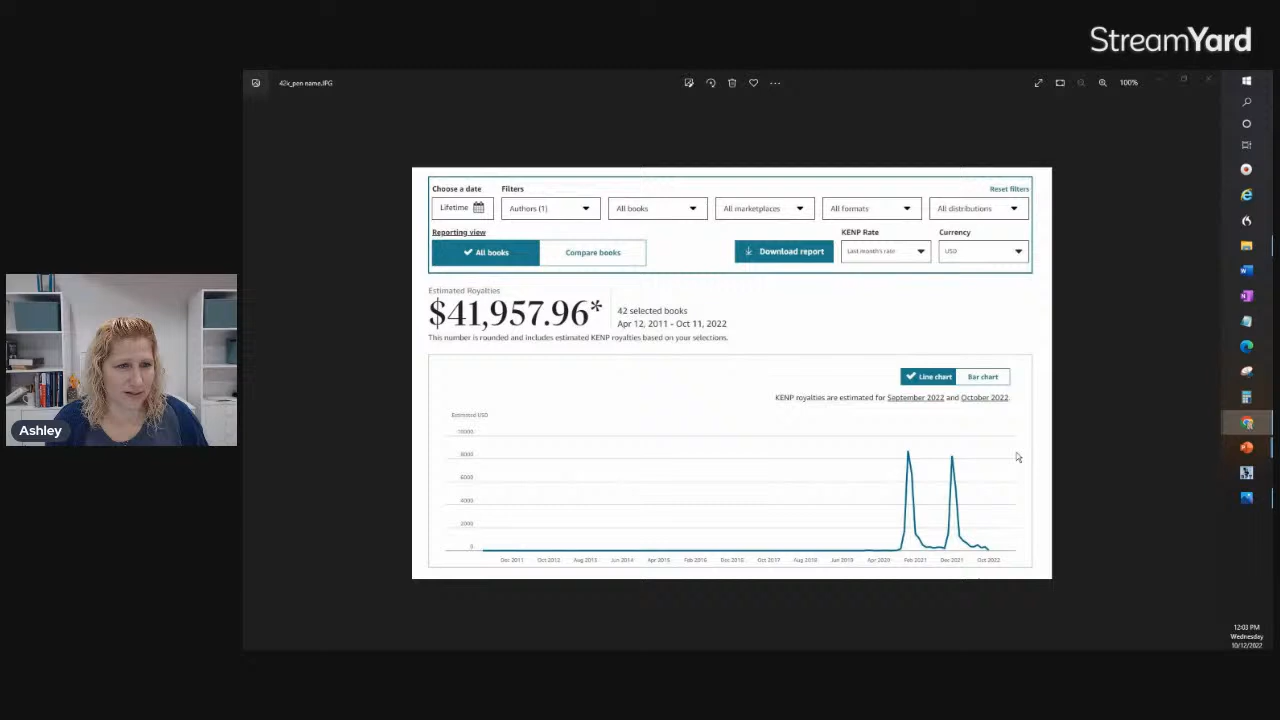 StreamYard
42k_pen name.JPG
100%
Choose a date
Filters
Reset filters
Lifetime
Authors (1)
All books
All marketplaces
All formats
All distributions
Reporting view
KENP Rate
Currency
All books
Compare books
Download report
Last month's rate
USD
Estimated Royalties
$41,957.96*
42 selected books
Apr 12, 2011 - Oct 11, 2022
This number is rounded and includes estimated KENP royalties based on your selections.
Line chart
Bar chart
KENP royalties are estimated for September 2022 and October 2022.
Estimated USD
10000
8000
6000
4000
2000
0
Dec 2011 Oct 2012 Aug 2013 Jun 2014 Apr 2015 Feb 2016 Dec 2016 Oct 2017 Aug 2018 Jun 2019 Apr 2020 Feb 2021 Dec 2021 Oct 2022
Ashley
12:03 PM
Wednesday
10/12/2022